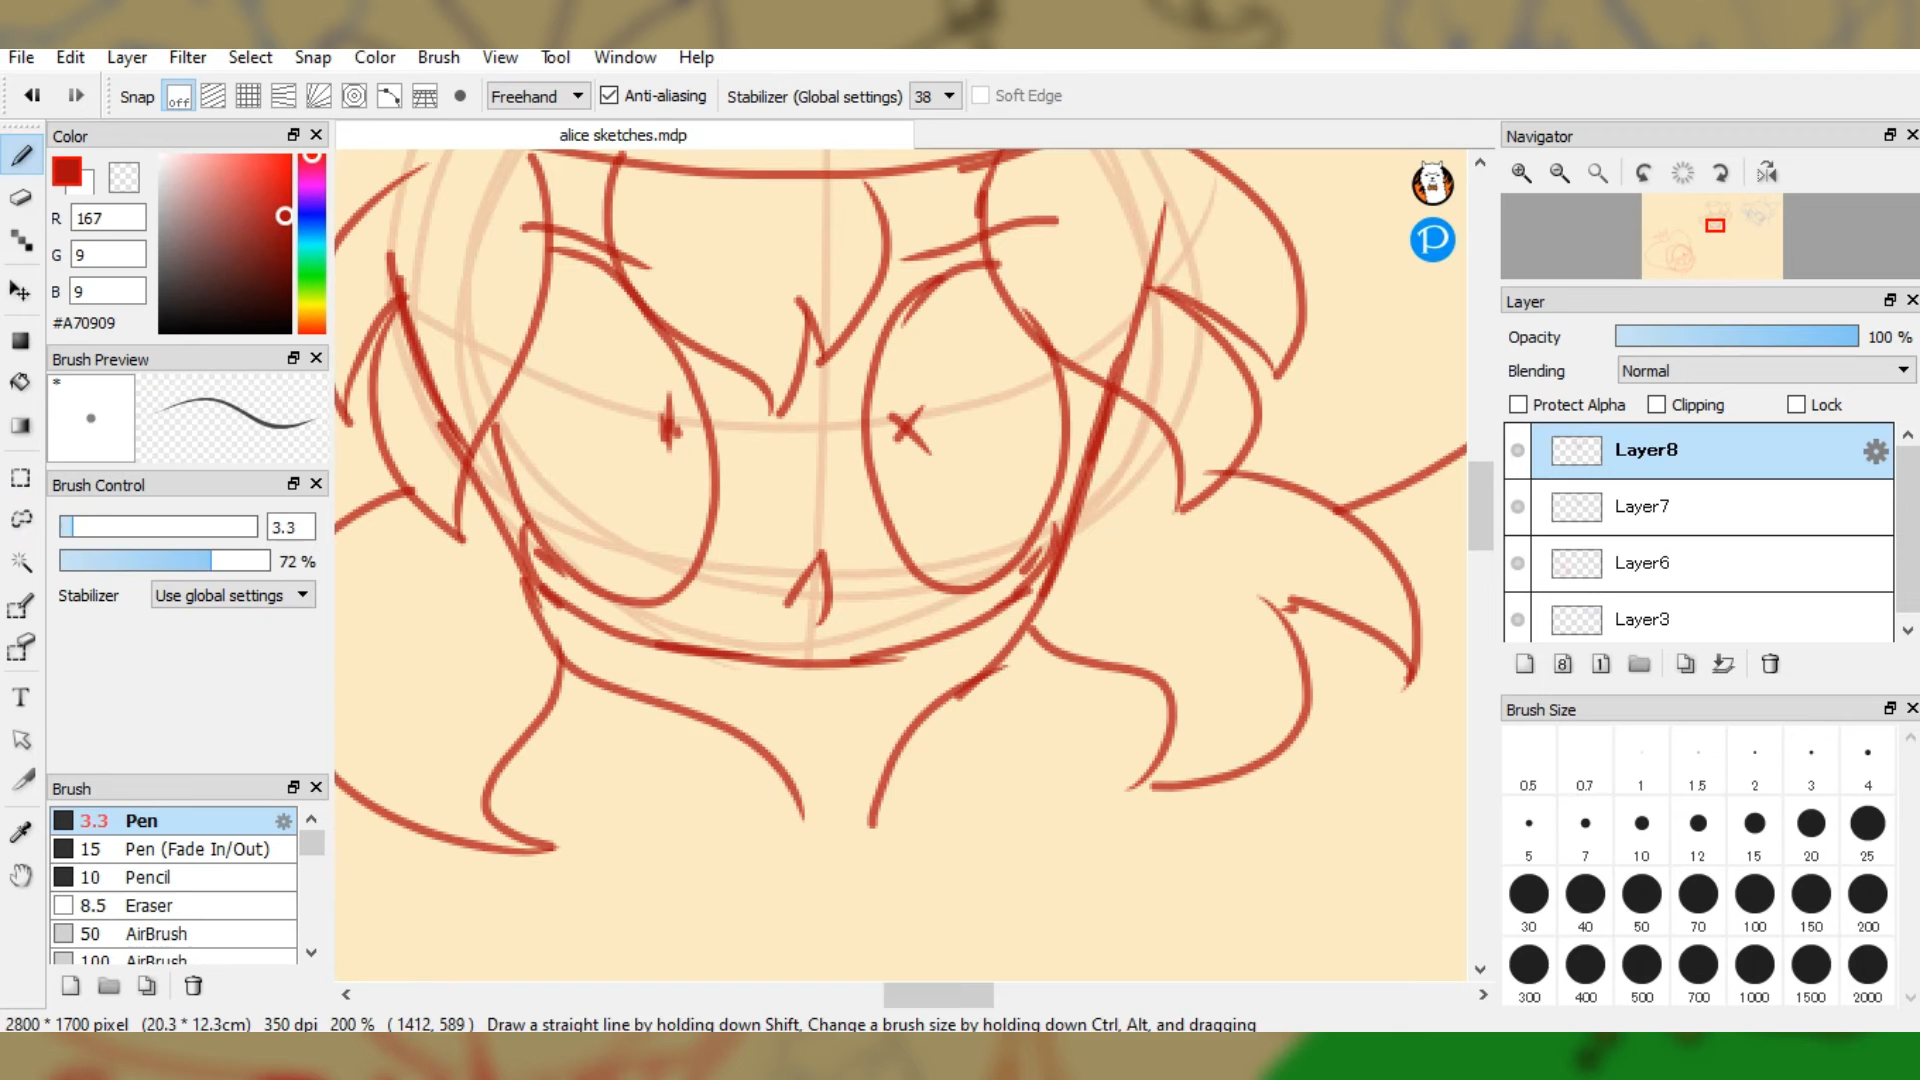 File Edit Layer Filter Select Snap Color Brush View Tool Window Help
Snap off Freehand Anti-aliasing Stabilizer (Global settings) 38 Soft Edge
Color
alice sketches.mdp
Navigator
R 167
G 9
B 9
#A70909
Layer
Opacity 100 %
Blending Normal
Protect Alpha Clipping Lock
Layer8
Layer7
Layer6
Layer3
8 1
Brush Preview
*
Brush Control
3.3
72 %
Stabilizer Use global settings
Brush
3.3 Pen
15 Pen (Fade In/Out)
10 Pencil
8.5 Eraser
50 AirBrush
100 AirBrush
T
P
Brush Size
0.5 0.7 1 1.5 2 3 4
5 7 10 12 15 20 25
30 40 50 70 100 150 200
300 400 500 700 1000 1500 2000
2800 * 1700 pixel (20.3 * 12.3cm) 350 dpi 200 % ( 1412, 589 ) Draw a straight line by holding down Shift, Change a brush size by holding down Ctrl, Alt, and dragging